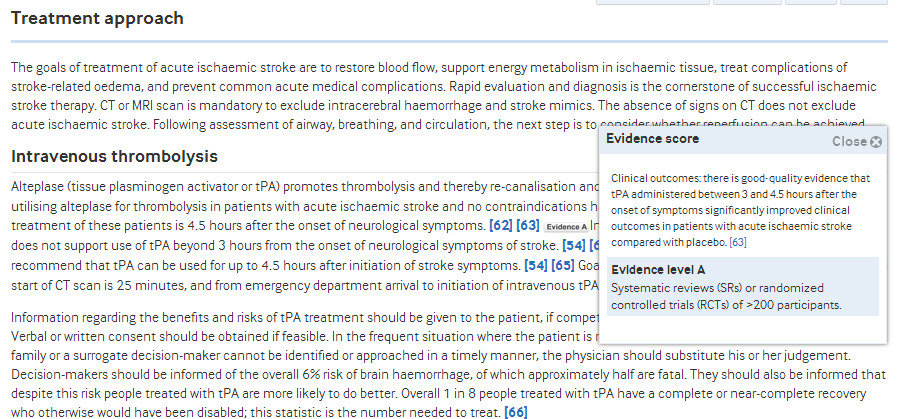 Treatment approach
The goals of treatment of acute ischaemic stroke are to restore blood flow, support energy metabolism in ischaemic tissue, treat complications of
stroke-related oedema, and prevent common acute medical complications. Rapid evaluation and diagnosis is the cornerstone of successful ischaemic
stroke therapy. CT or MRI scan is mandatory to exclude intracerebral haemorrhage and stroke mimics. The absence of signs on CT does not exclude
acute ischaemic stroke. Following assessment of airway, breathing, and circulation, the next step is to consider whether reperfusion can be achieved.
Intravenous thrombolysis
Alteplase (tissue plasminogen activator or tPA) promotes thrombolysis and thereby re-canalisation and
utilising alteplase for thrombolysis in patients with acute ischaemic stroke and no contraindications h
treatment of these patients is 4.5 hours after the onset of neurological symptoms. [62] [63] Evidence A In
does not support use of tPA beyond 3 hours from the onset of neurological symptoms of stroke. [54] [6
recommend that tPA can be used for up to 4.5 hours after initiation of stroke symptoms. [54] [65] Goa
start of CT scan is 25 minutes, and from emergency department arrival to initiation of intravenous tPA
Information regarding the benefits and risks of tPA treatment should be given to the patient, if compet
Verbal or written consent should be obtained if feasible. In the frequent situation where the patient is n
family or a surrogate decision-maker cannot be identified or approached in a timely manner, the physician should substitute his or her judgement.
Decision-makers should be informed of the overall 6% risk of brain haemorrhage, of which approximately half are fatal. They should also be informed that
despite this risk people treated with tPA are more likely to do better. Overall 1 in 8 people treated with tPA have a complete or near-complete recovery
who otherwise would have been disabled; this statistic is the number needed to treat. [66]
Evidence score
Close
Clinical outcomes: there is good-quality evidence that
tPA administered between 3 and 4.5 hours after the
onset of symptoms significantly improved clinical
outcomes in patients with acute ischaemic stroke
compared with placebo. [63]
Evidence level A
Systematic reviews (SRs) or randomized
controlled trials (RCTs) of >200 participants.